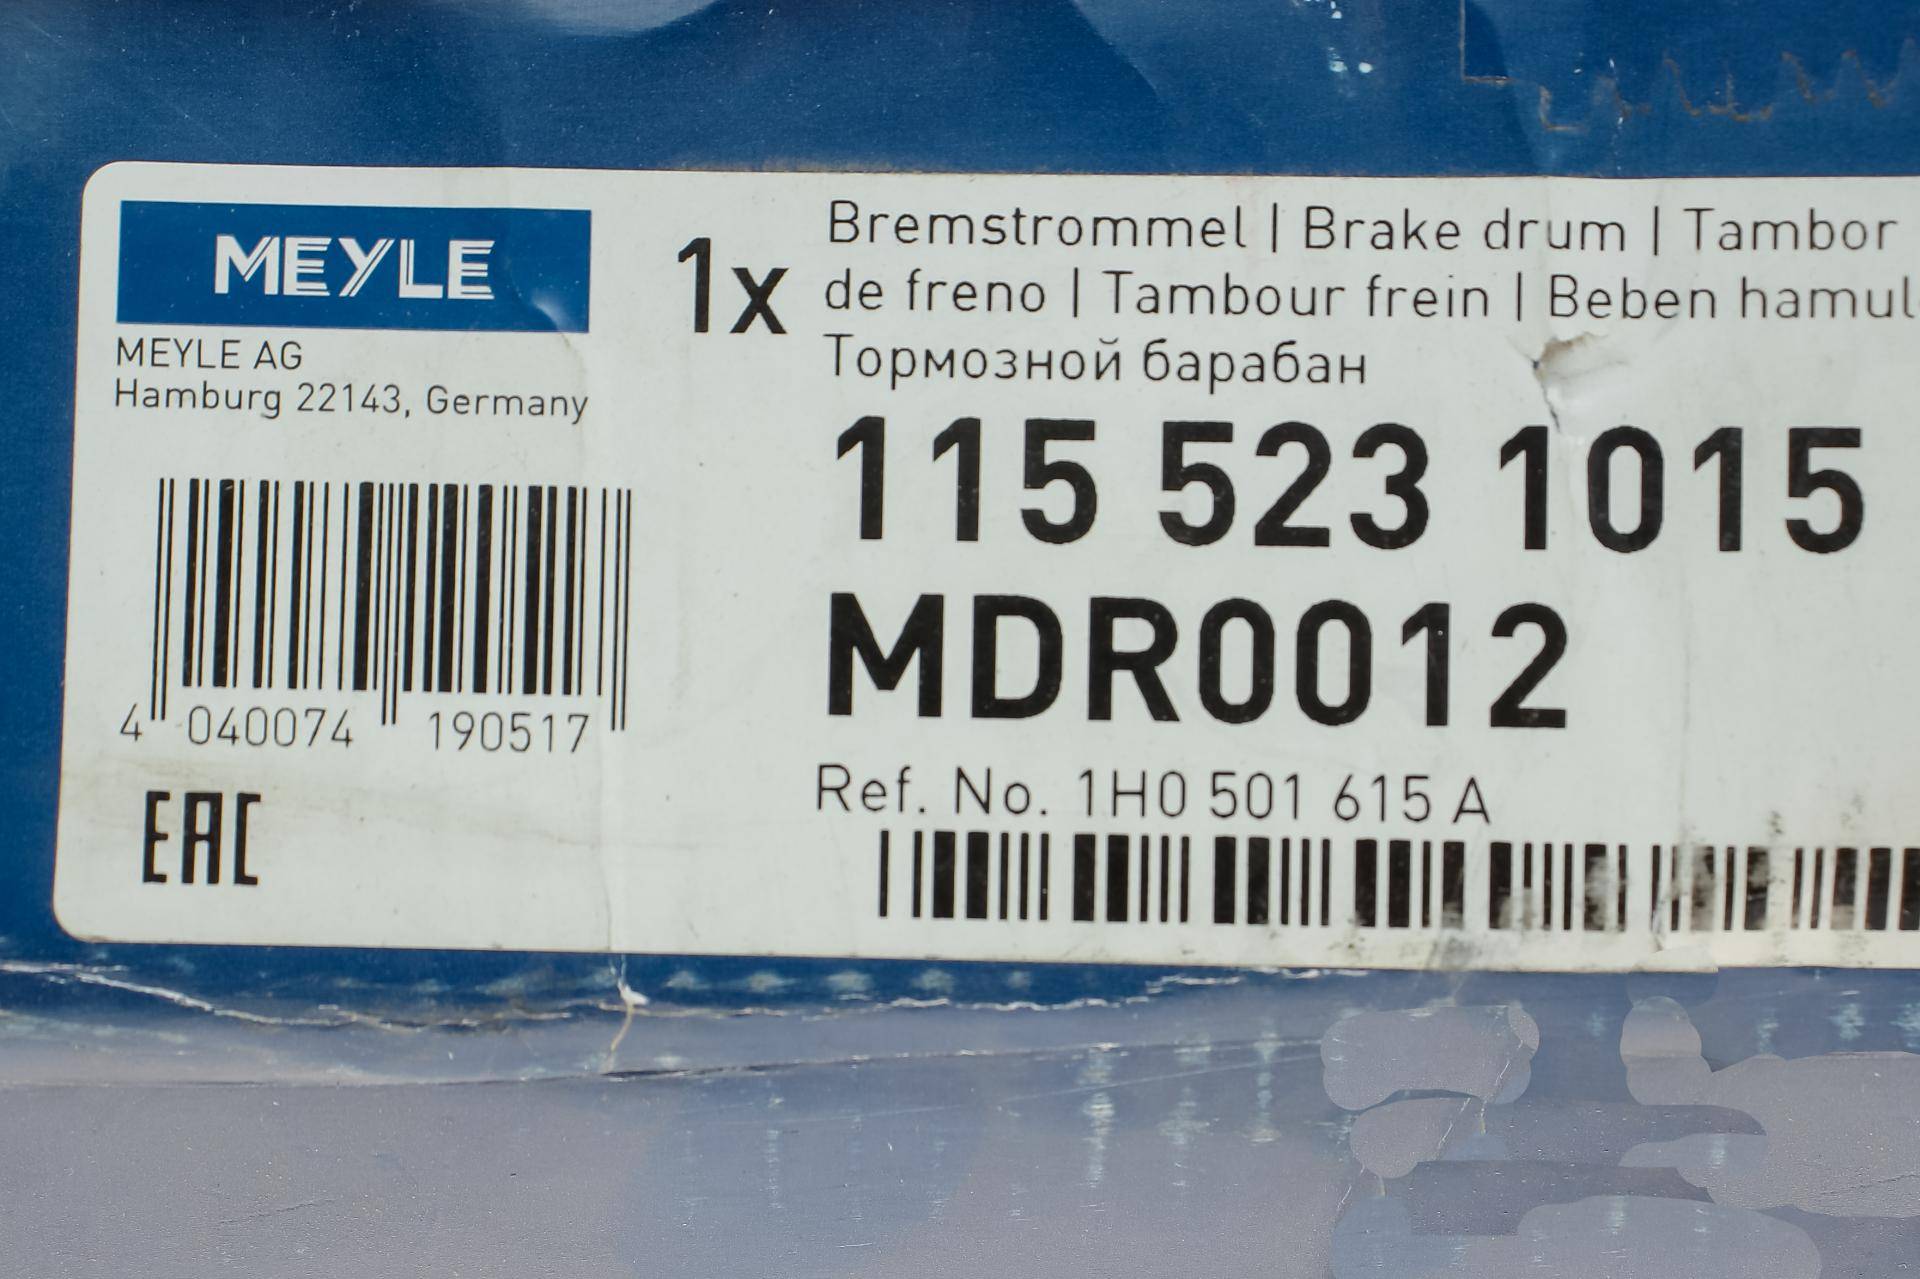 MEYLE
MEYLE AG
Hamburg 22143, Germany
4 040074 190517
EAC
1x
Bremstrommel | Brake drum | Tambor
de freno | Tambour frein | Beben hamul
Тормозной барабан
115 523 1015
MDR0012
Ref. No. 1H0 501 615 A